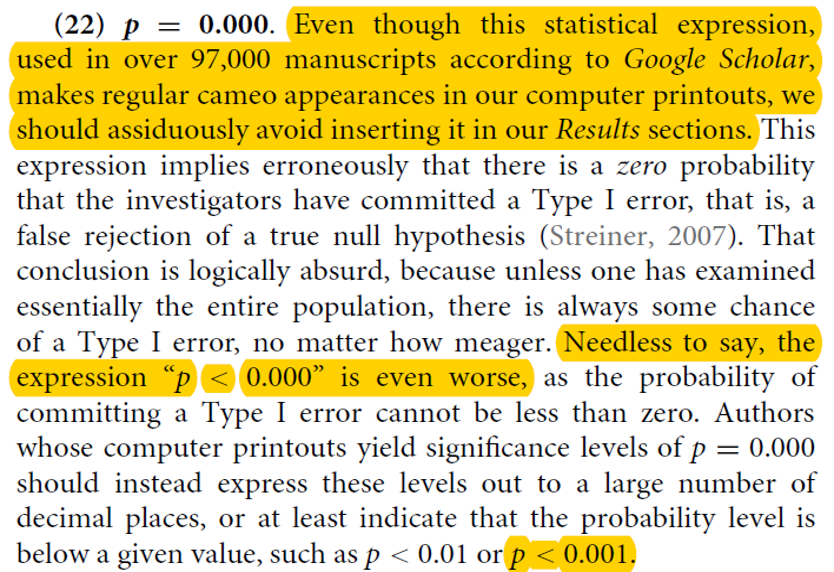 (22) p = 0.000. Even though this statistical expression,
used in over 97,000 manuscripts according to Google Scholar,
makes regular cameo appearances in our computer printouts, we
should assiduously avoid inserting it in our Results sections. This
expression implies erroneously that there is a zero probability
that the investigators have committed a Type I error, that is, a
false rejection of a true null hypothesis (Streiner, 2007). That
conclusion is logically absurd, because unless one has examined
essentially the entire population, there is always some chance
of a Type I error, no matter how meager. Needless to say, the
expression “p < 0.000” is even worse, as the probability of
committing a Type I error cannot be less than zero. Authors
whose computer printouts yield significance levels of p = 0.000
should instead express these levels out to a large number of
decimal places, or at least indicate that the probability level is
below a given value, such as p < 0.01 or p < 0.001.